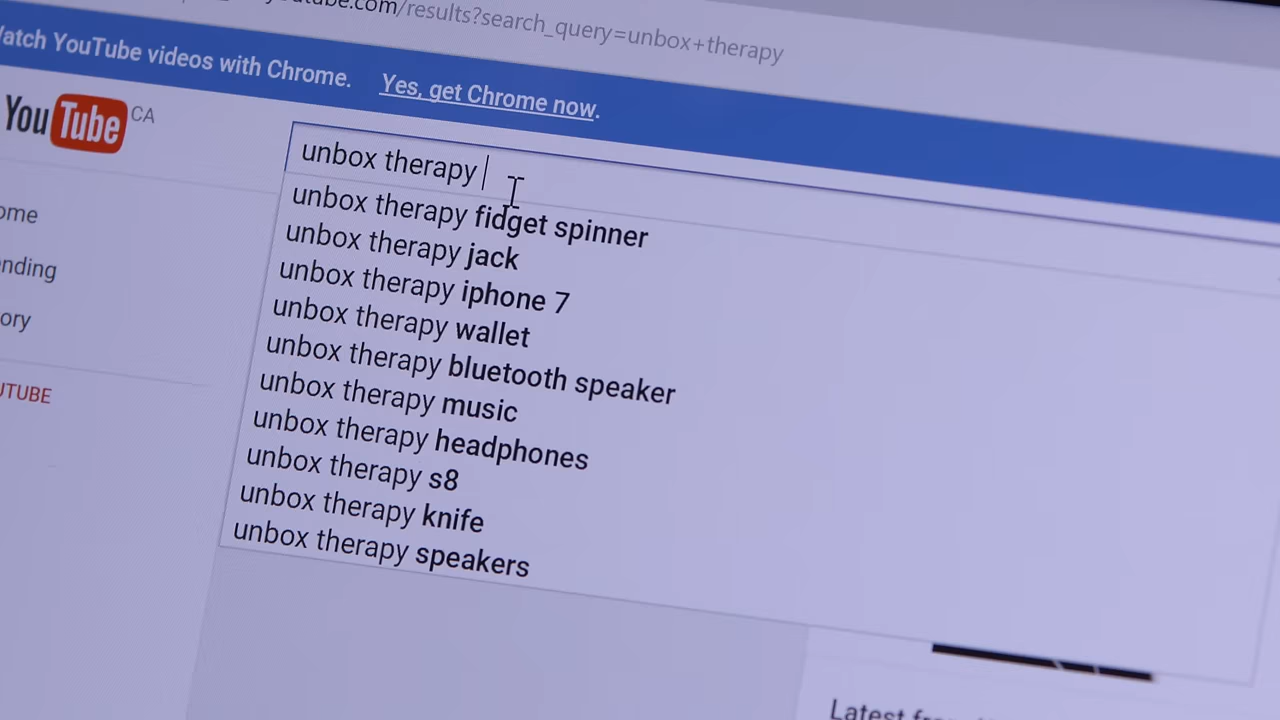 youtube.com/results?search_query=unbox+therapy
Watch YouTube videos with Chrome. Yes, get Chrome now.
YouTube CA
unbox therapy
unbox therapy fidget spinner
unbox therapy jack
unbox therapy iphone 7
unbox therapy wallet
unbox therapy bluetooth speaker
unbox therapy music
unbox therapy headphones
unbox therapy s8
unbox therapy knife
unbox therapy speakers
ome
nding
ory
UTUBE
Latest